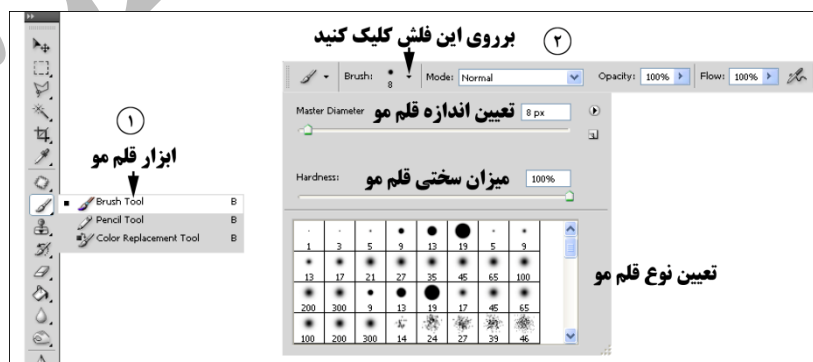 ۲ برروی این فلش کلیک کنید
Brush: 8 Mode: Normal Opacity: 100% Flow: 100%
Master Diameter تعیین اندازه قلم مو 8 px
۱
ابزار قلم مو
Hardness: میزان سختی قلم مو 100%
Brush Tool B
Pencil Tool B
Color Replacement Tool B
1 3 5 9 13 19 5 9
13 17 21 27 35 45 65 100
تعیین نوع قلم مو
200 300 9 13 19 17 45 65
100 200 300 14 24 27 39 46